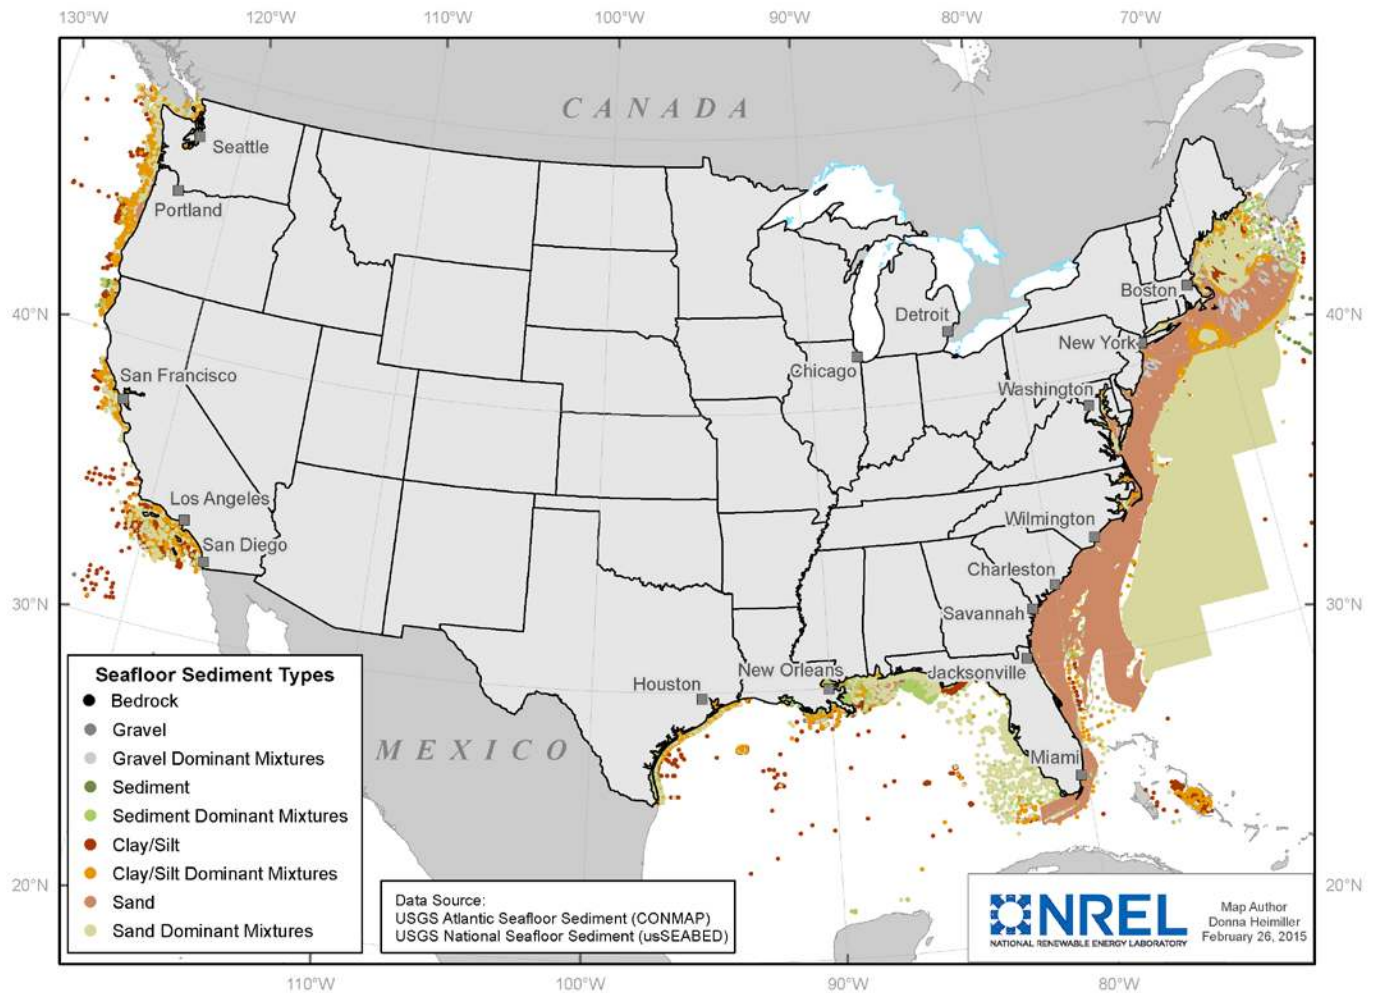 130°W 120°W 110°W 100°W 90°W 80°W 70°W
CANADA
Seattle
Portland
Boston
Detroit
40°N
40°N
New York
Chicago
San Francisco
Washington
Los Angeles
Wilmington
San Diego
Charleston
30°N
30°N
Savannah
New Orleans
Jacksonville
Houston
MEXICO
Miami
Seafloor Sediment Types
Bedrock
Gravel
Gravel Dominant Mixtures
Sediment
Sediment Dominant Mixtures
Clay/Silt
Clay/Silt Dominant Mixtures
Sand
Sand Dominant Mixtures
20°N
20°N
Data Source:
USGS Atlantic Seafloor Sediment (CONMAP)
USGS National Seafloor Sediment (usSEABED)
NREL
NATIONAL RENEWABLE ENERGY LABORATORY
Map Author
Donna Heimiller
February 26, 2015
110°W 100°W 90°W 80°W